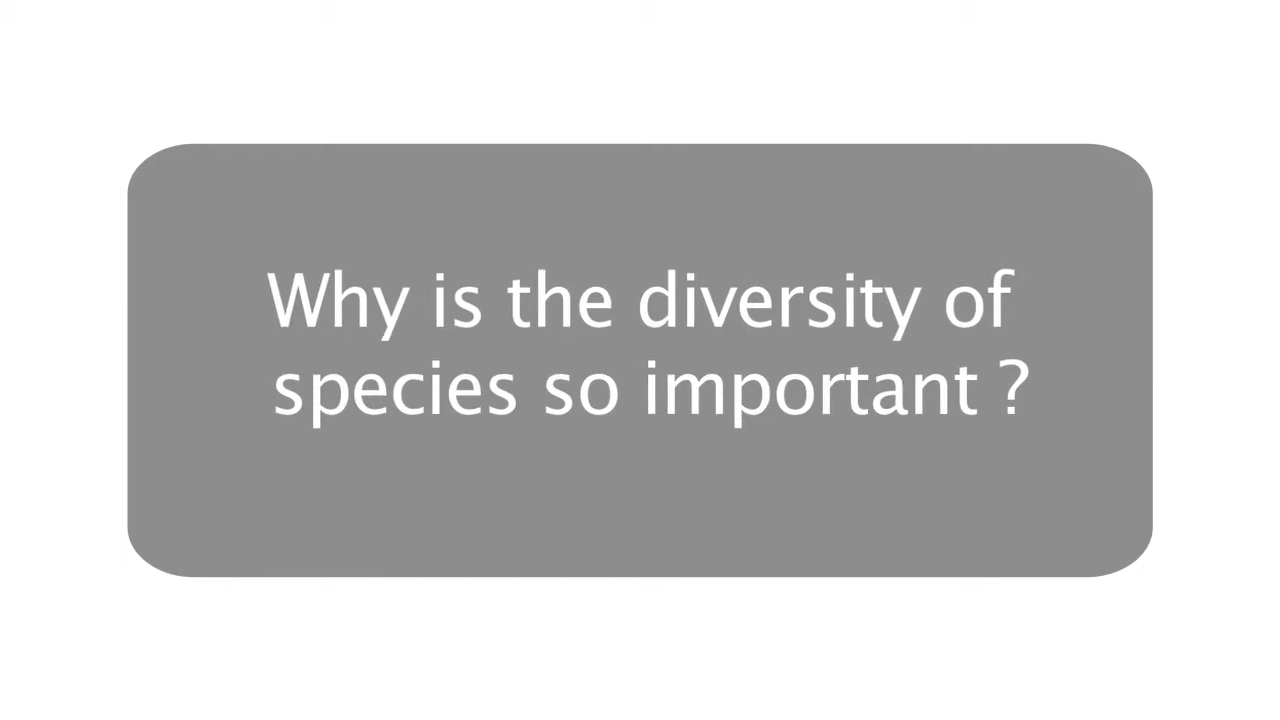 Why is the diversity of
species so important ?